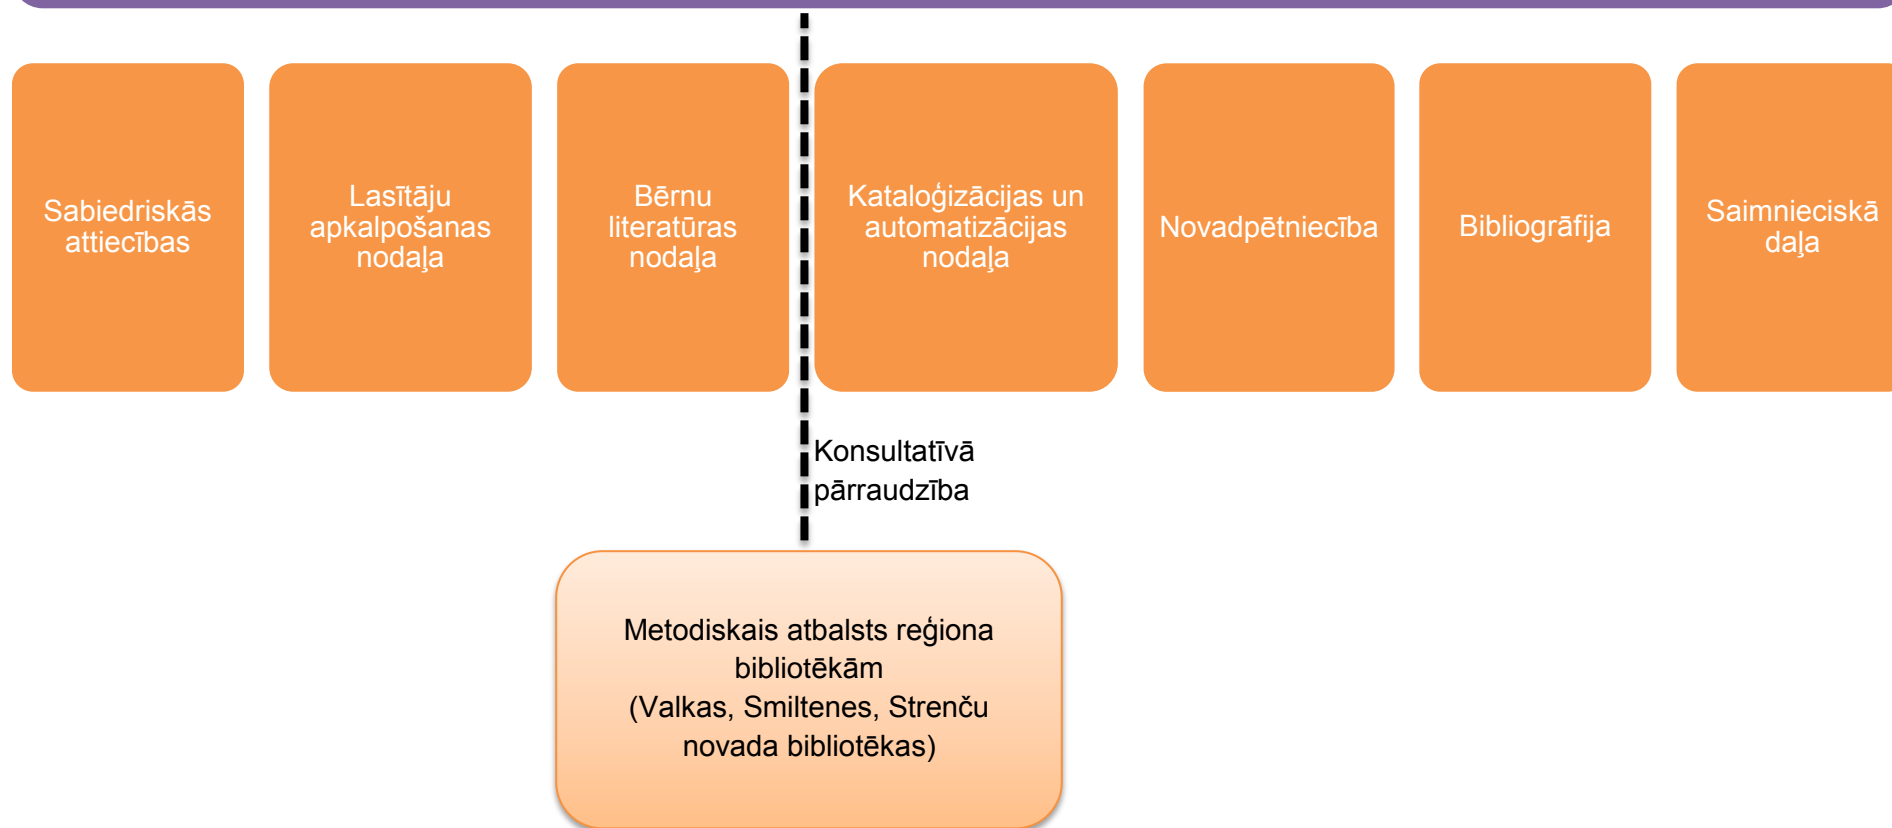 Sabiedriskās
attiecības
Lasītāju
apkalpošanas
nodaļa
Bērnu
literatūras
nodaļa
Kataloģizācijas un
automatizācijas
nodaļa
Novadpētniecība
Bibliogrāfija
Saimnieciskā
daļa
Konsultatīvā
pārraudzība
Metodiskais atbalsts reģiona
bibliotēkām
(Valkas, Smiltenes, Strenču
novada bibliotēkas)